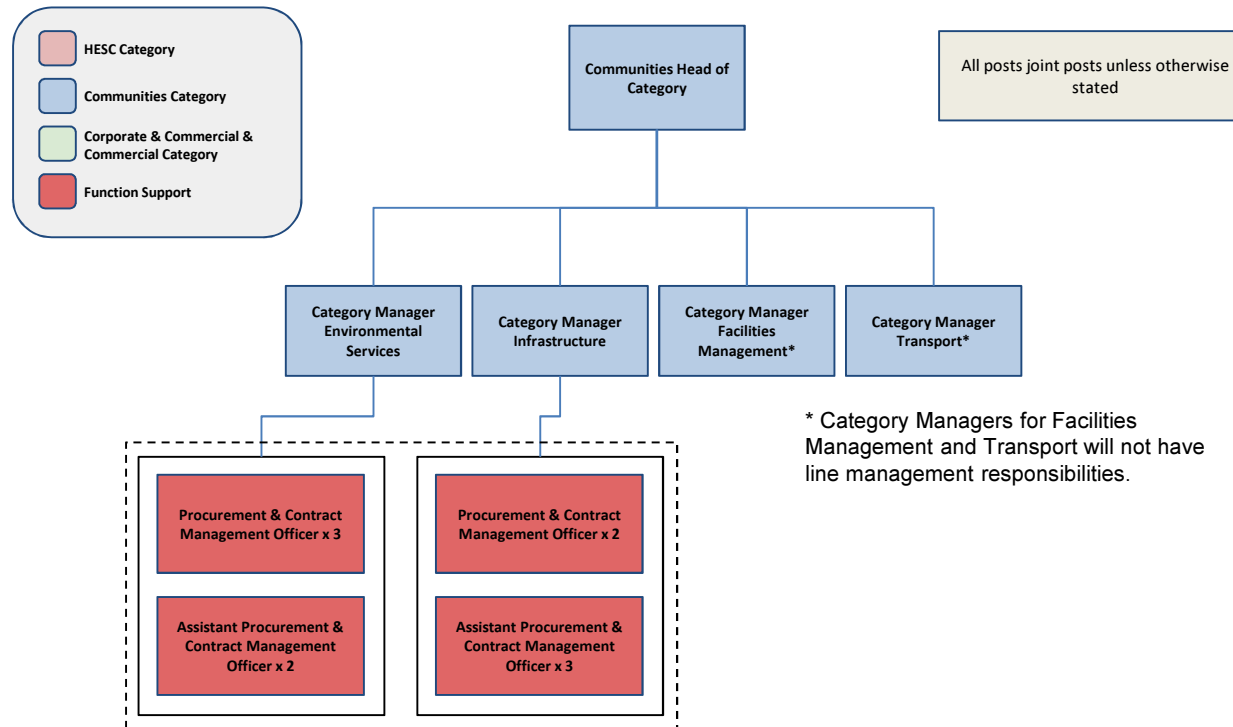 HESC Category
Communities Category
Corporate & Commercial &
Commercial Category
Function Support
Communities Head of
Category
All posts joint posts unless otherwise
stated
Category Manager
Environmental
Services
Category Manager
Infrastructure
Category Manager
Facilities
Management*
Category Manager
Transport*
* Category Managers for Facilities
Management and Transport will not have
line management responsibilities.
Procurement & Contract
Management Officer x 3
Assistant Procurement &
Contract Management
Officer x 2
Procurement & Contract
Management Officer x 2
Assistant Procurement &
Contract Management
Officer x 3